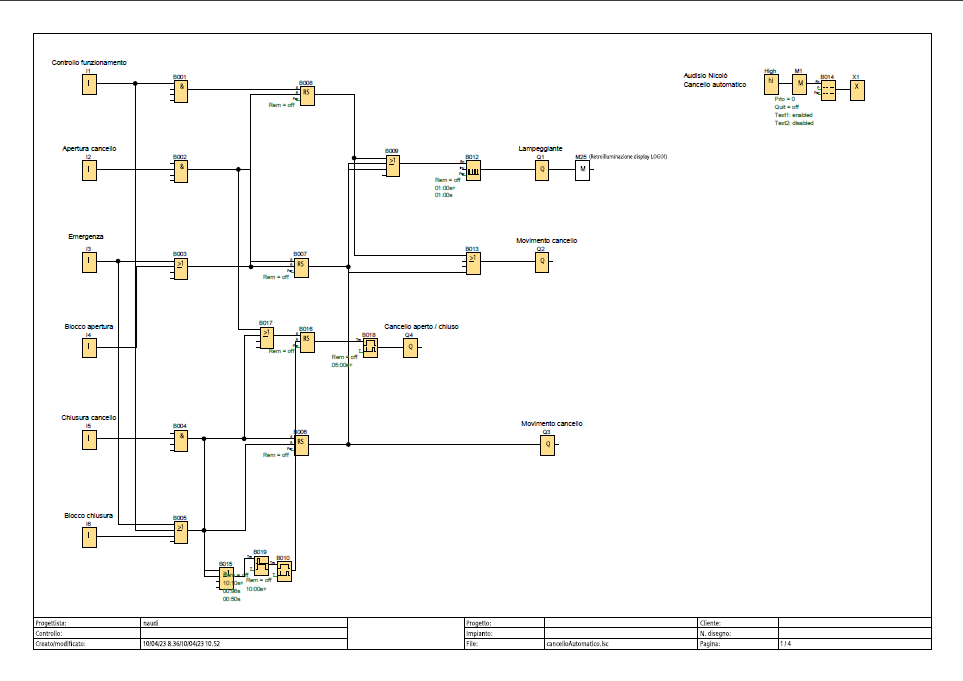 Controllo funzionamento
I1
I
B001
&
B008
RS
Rem = off
Audisio Nicolò
Cancello automatico
High
hi
M1
M
B014
X1
X
Prio = 0
Quit = off
Text1: enabled
Text2: disabled
Apertura cancello
I2
I
B002
&
B009
≥1
B012
Rem = off
01:00s+
01:00s
Lampeggiante
Q1
Q
M25 (Retroilluminazione display LOGO!)
M
Emergenza
I3
I
B003
≥1
B007
RS
Rem = off
B013
≥1
Movimento cancello
Q2
Q
Blocco apertura
I4
I
B017
≥1
B016
RS
Rem = off
B018
Rem = off
05:00s+
Cancello aperto / chiuso
Q4
Q
Chiusura cancello
I5
I
B004
&
B006
RS
Rem = off
Movimento cancello
Q3
Q
Blocco chiusura
I6
I
B005
≥1
B015
B019
B010
Rem = off
10:00s+
00:50s
Progettista:
naudi
Progetto:
Cliente:
Controllo:
Impianto:
N. disegno:
Creato/modificato:
10/04/23 8.36/10/04/23 10.52
File:
cancelloAutomatico.lsc
Pagina:
1 / 4